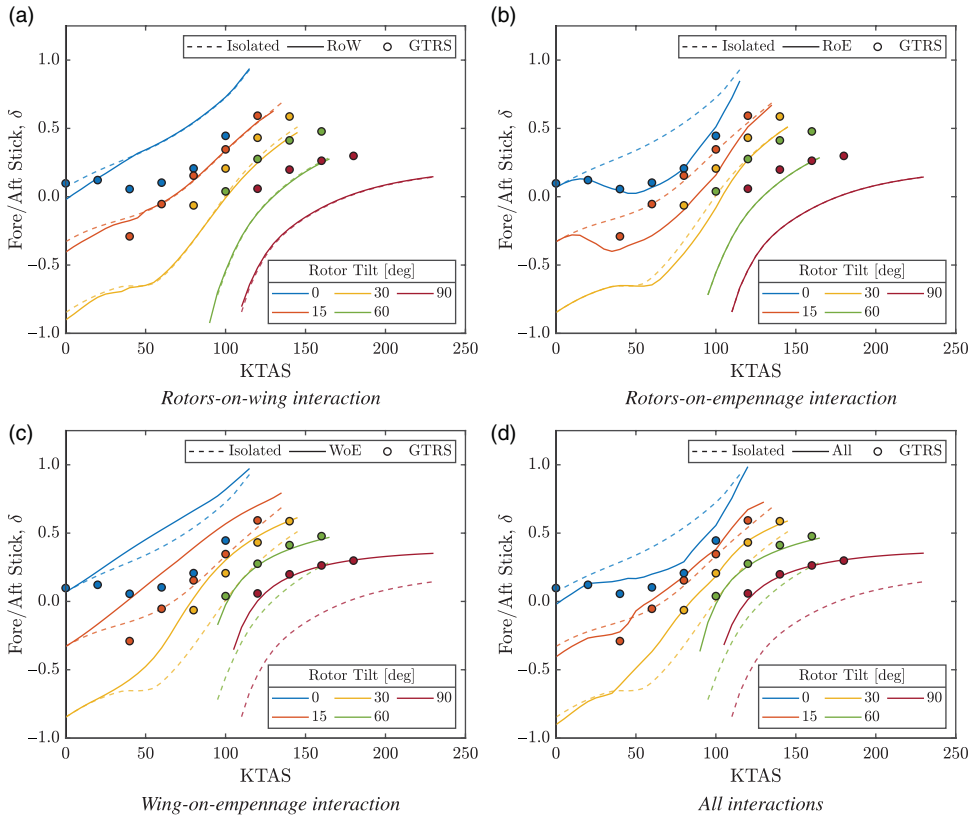 (a)
Isolated RoW GTRS
1.0
0.5
0.0
−0.5
−1.0
Fore/Aft Stick, δ
Rotor Tilt [deg]
0 30 90
15 60
0 50 100 150 200 250
KTAS
Rotors-on-wing interaction
(b)
Isolated RoE GTRS
1.0
0.5
0.0
−0.5
−1.0
Fore/Aft Stick, δ
Rotor Tilt [deg]
0 30 90
15 60
0 50 100 150 200 250
KTAS
Rotors-on-empennage interaction
(c)
Isolated WoE GTRS
1.0
0.5
0.0
−0.5
−1.0
Fore/Aft Stick, δ
Rotor Tilt [deg]
0 30 90
15 60
0 50 100 150 200 250
KTAS
Wing-on-empennage interaction
(d)
Isolated All GTRS
1.0
0.5
0.0
−0.5
−1.0
Fore/Aft Stick, δ
Rotor Tilt [deg]
0 30 90
15 60
0 50 100 150 200 250
KTAS
All interactions